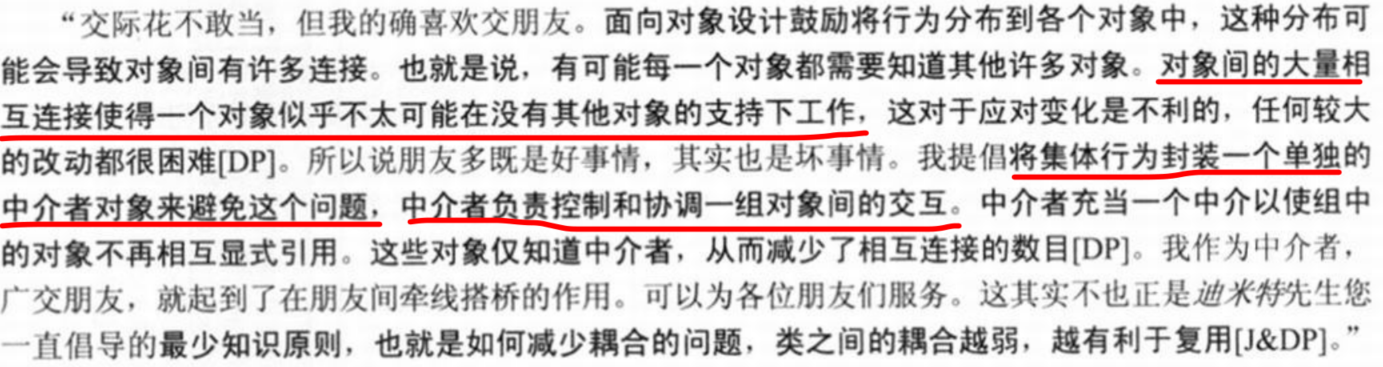 “交际花不敢当，但我的确喜欢交朋友。面向对象设计鼓励将行为分布到各个对象中，这种分布可
能会导致对象间有许多连接。也就是说，有可能每一个对象都需要知道其他许多对象。对象间的大量相
互连接使得一个对象似乎不太可能在没有其他对象的支持下工作，这对于应对变化是不利的，任何较大
的改动都很困难[DP]。所以说朋友多既是好事情，其实也是坏事情。我提倡将集体行为封装一个单独的
中介者对象来避免这个问题，中介者负责控制和协调一组对象间的交互。中介者充当一个中介以使组中
的对象不再相互显式引用。这些对象仅知道中介者，从而减少了相互连接的数目[DP]。我作为中介者，
广交朋友，就起到了在朋友间牵线搭桥的作用。可以为各位朋友们服务。这其实不也正是迪米特先生您
一直倡导的最少知识原则，也就是如何减少耦合的问题，类之间的耦合越弱，越有利于复用[J&DP]。”